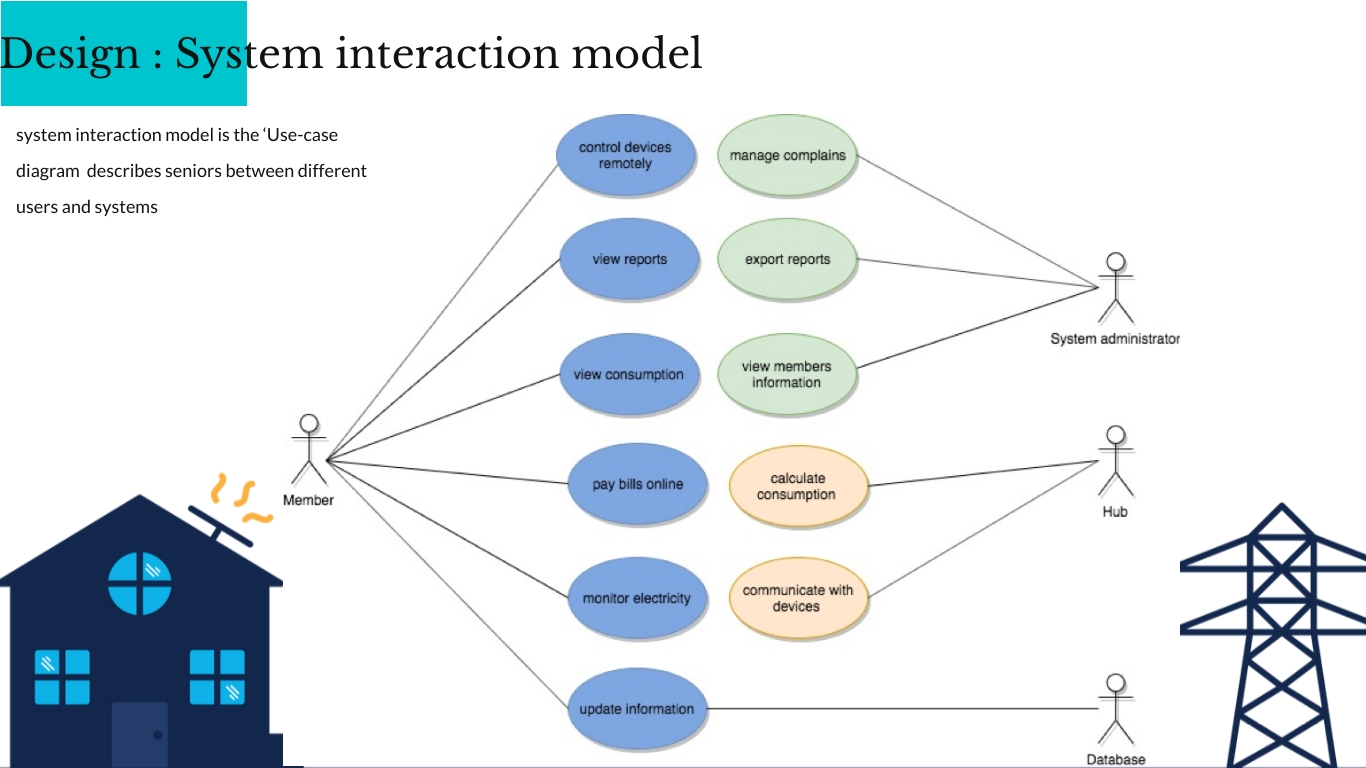 Design : System interaction model
system interaction model is the ‘Use-case
diagram  describes seniors between different
users and systems
control devices
remotely
manage complains
view reports
export reports
System administrator
view consumption
view members
information
Member
pay bills online
calculate
consumption
Hub
monitor electricity
communicate with
devices
update information
Database